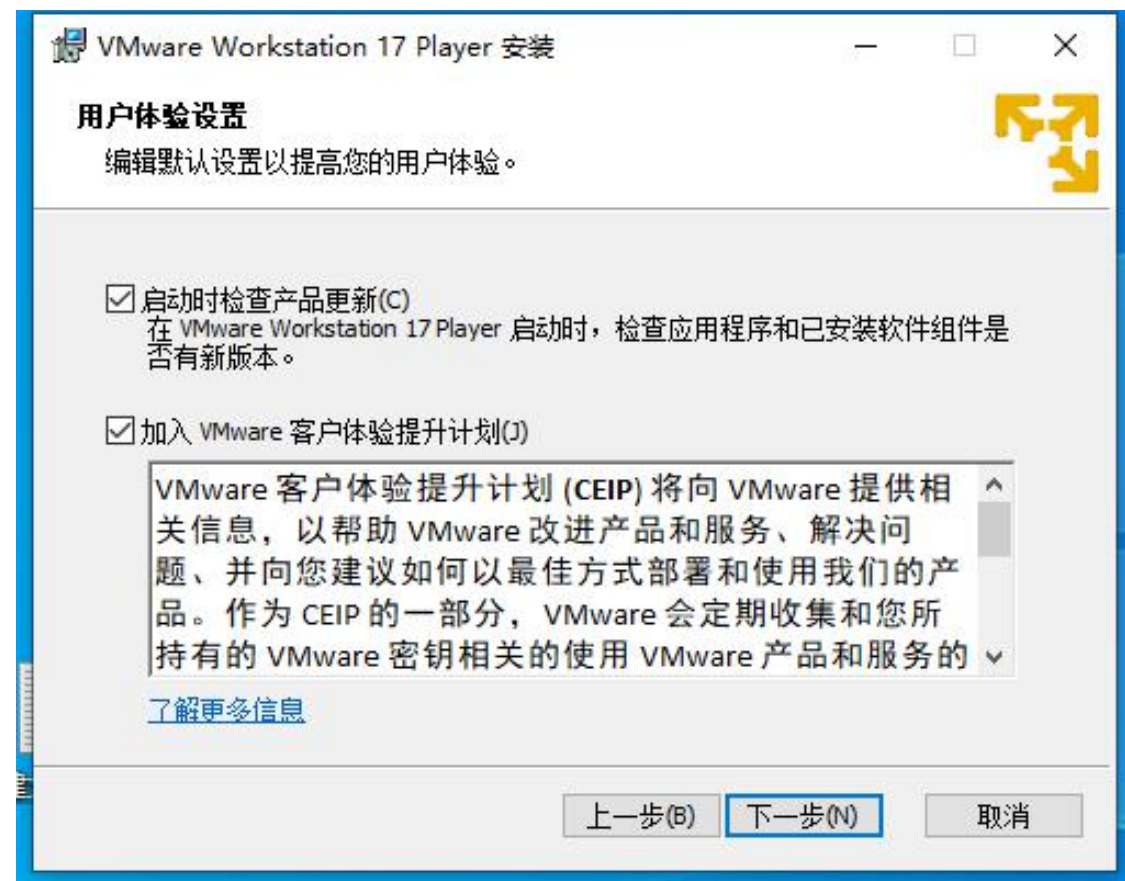 VMware Workstation 17 Player 安装
用户体验设置
编辑默认设置以提高您的用户体验。
启动时检查产品更新(C)
在 VMware Workstation 17 Player 启动时，检查应用程序和已安装软件组件是
否有新版本。
加入 VMware 客户体验提升计划(J)
VMware 客户体验提升计划 (CEIP) 将向 VMware 提供相
关信息，以帮助 VMware 改进产品和服务、解决问
题、并向您建议如何以最佳方式部署和使用我们的产
品。作为 CEIP 的一部分，VMware 会定期收集和您所
持有的 VMware 密钥相关的使用 VMware 产品和服务的
了解更多信息
上一步(B) 下一步(N) 取消